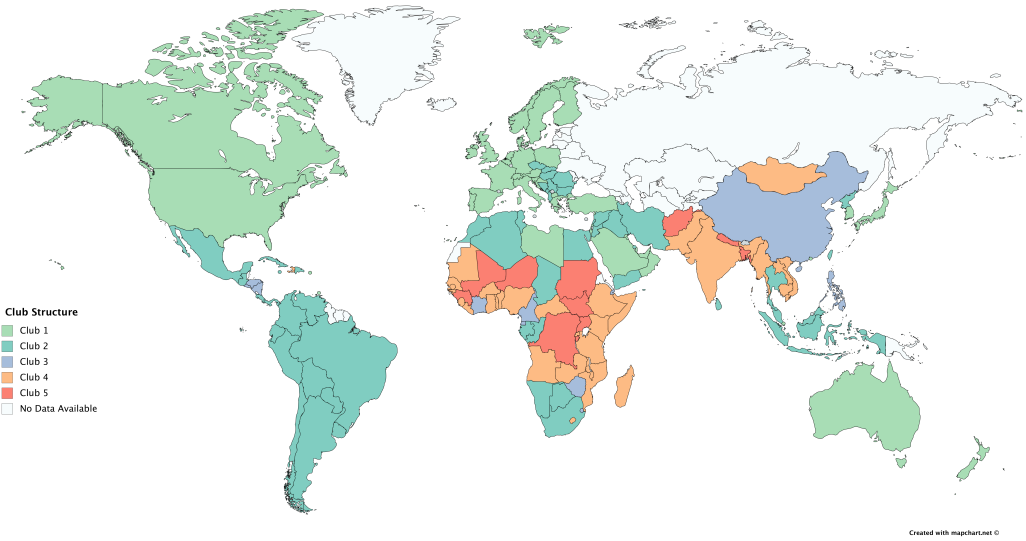 Club Structure
Club 1
Club 2
Club 3
Club 4
Club 5
No Data Available
Created with mapchart.net ©